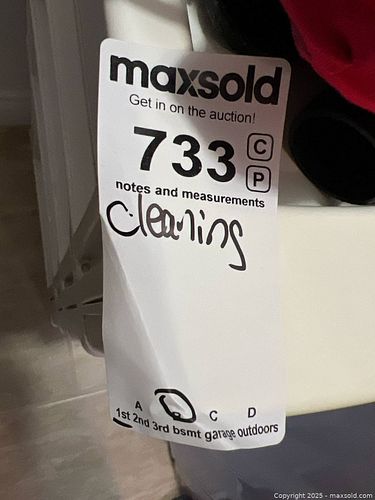 maxsold
Get in on the auction!
733 C
P
notes and measurements
cleaning
A C D
1st 2nd 3rd bsmt garage outdoors
Copyright 2025 - maxsold.com